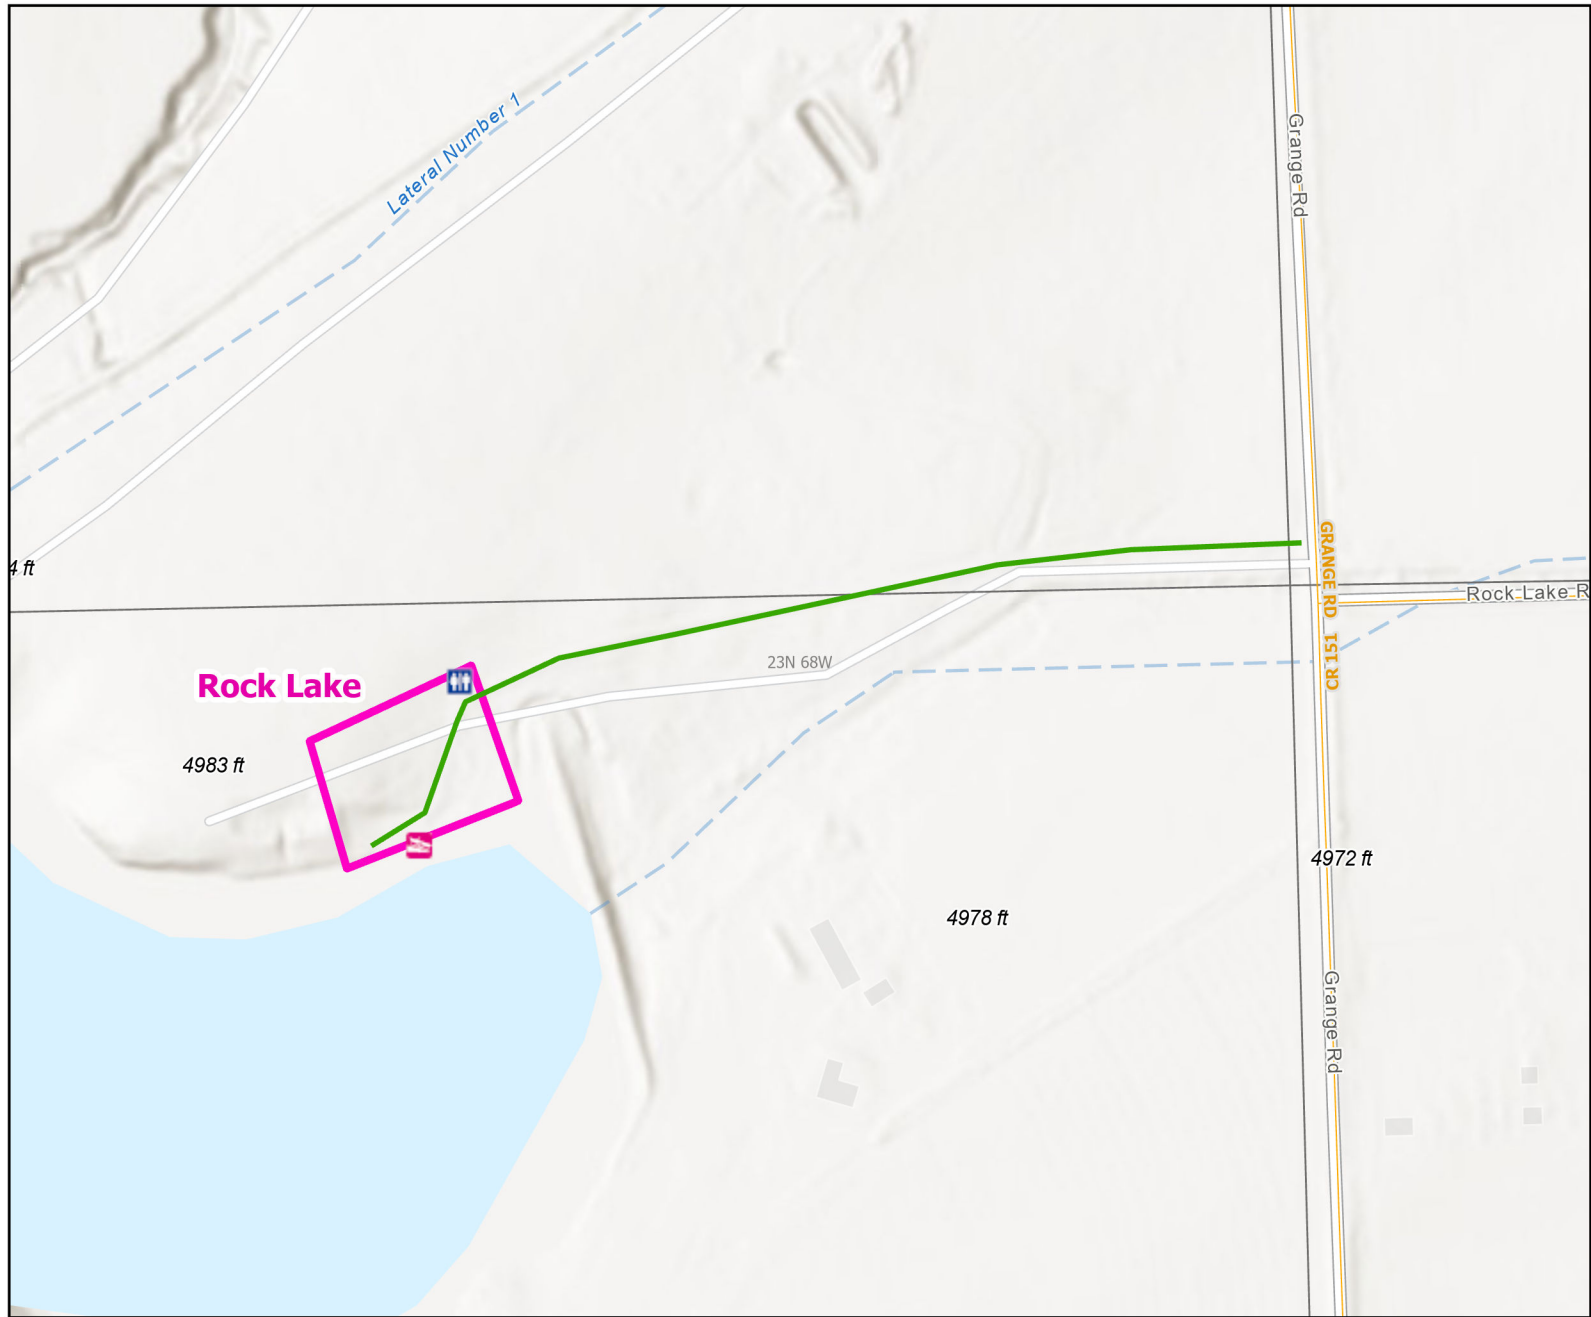 Lateral Number 1
Grange Rd
4 ft
GRANGE RD
Rock Lake R
CR 151
23N 68W
Rock Lake
4983 ft
4972 ft
4978 ft
Grange Rd